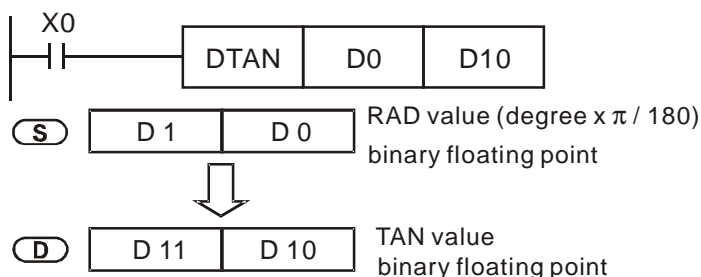 X0
DTAN D0 D10
S D 1 D 0 RAD value (degree x π / 180)
binary floating point
D D 11 D 10 TAN value
binary floating point